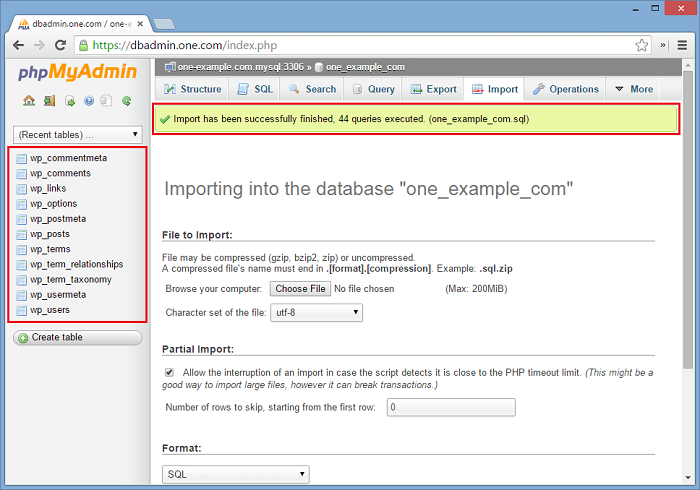 dbadmin.one.com / one-e
https://dbadmin.one.com/index.php
phpMyAdmin
(Recent tables) ...
wp_commentmeta
wp_comments
wp_links
wp_options
wp_postmeta
wp_posts
wp_terms
wp_term_relationships
wp_term_taxonomy
wp_usermeta
wp_users
Create table
one-example.com.mysql:3306 » one_example_com
Structure SQL Search Query Export Import Operations More
Import has been successfully finished, 44 queries executed. (one_example_com.sql)
Importing into the database "one_example_com"
File to Import:
File may be compressed (gzip, bzip2, zip) or uncompressed.
A compressed file's name must end in .[format].[compression]. Example: .sql.zip
Browse your computer: Choose File No file chosen (Max: 200MiB)
Character set of the file: utf-8
Partial Import:
Allow the interruption of an import in case the script detects it is close to the PHP timeout limit. (This might be a
good way to import large files, however it can break transactions.)
Number of rows to skip, starting from the first row: 0
Format:
SQL